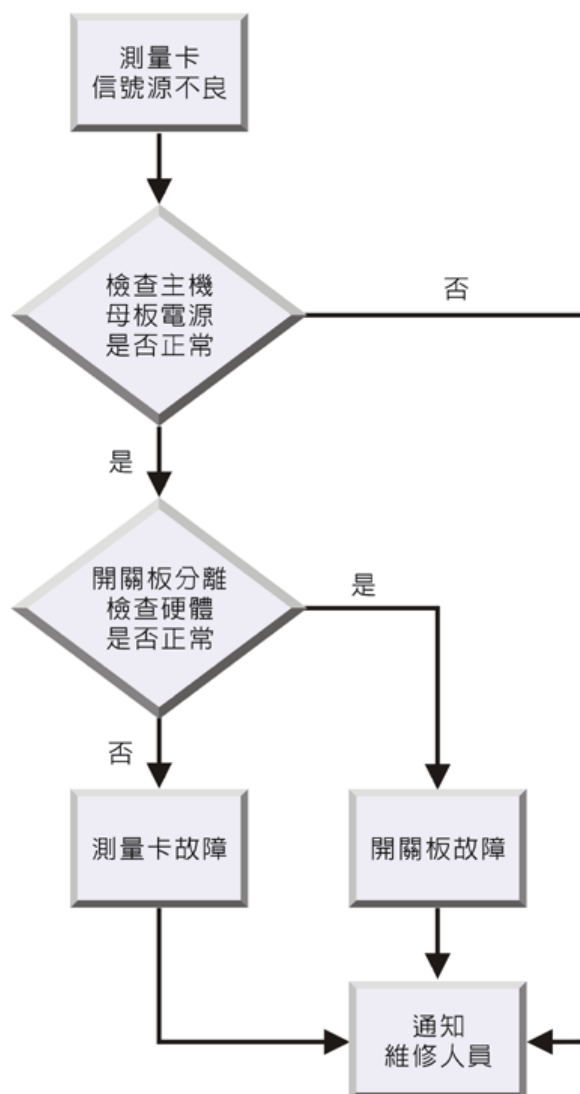 測量卡
信號源不良
檢查主機
母板電源
是否正常
否
是
開關板分離
檢查硬體
是否正常
是
否
測量卡故障
開關板故障
通知
維修人員